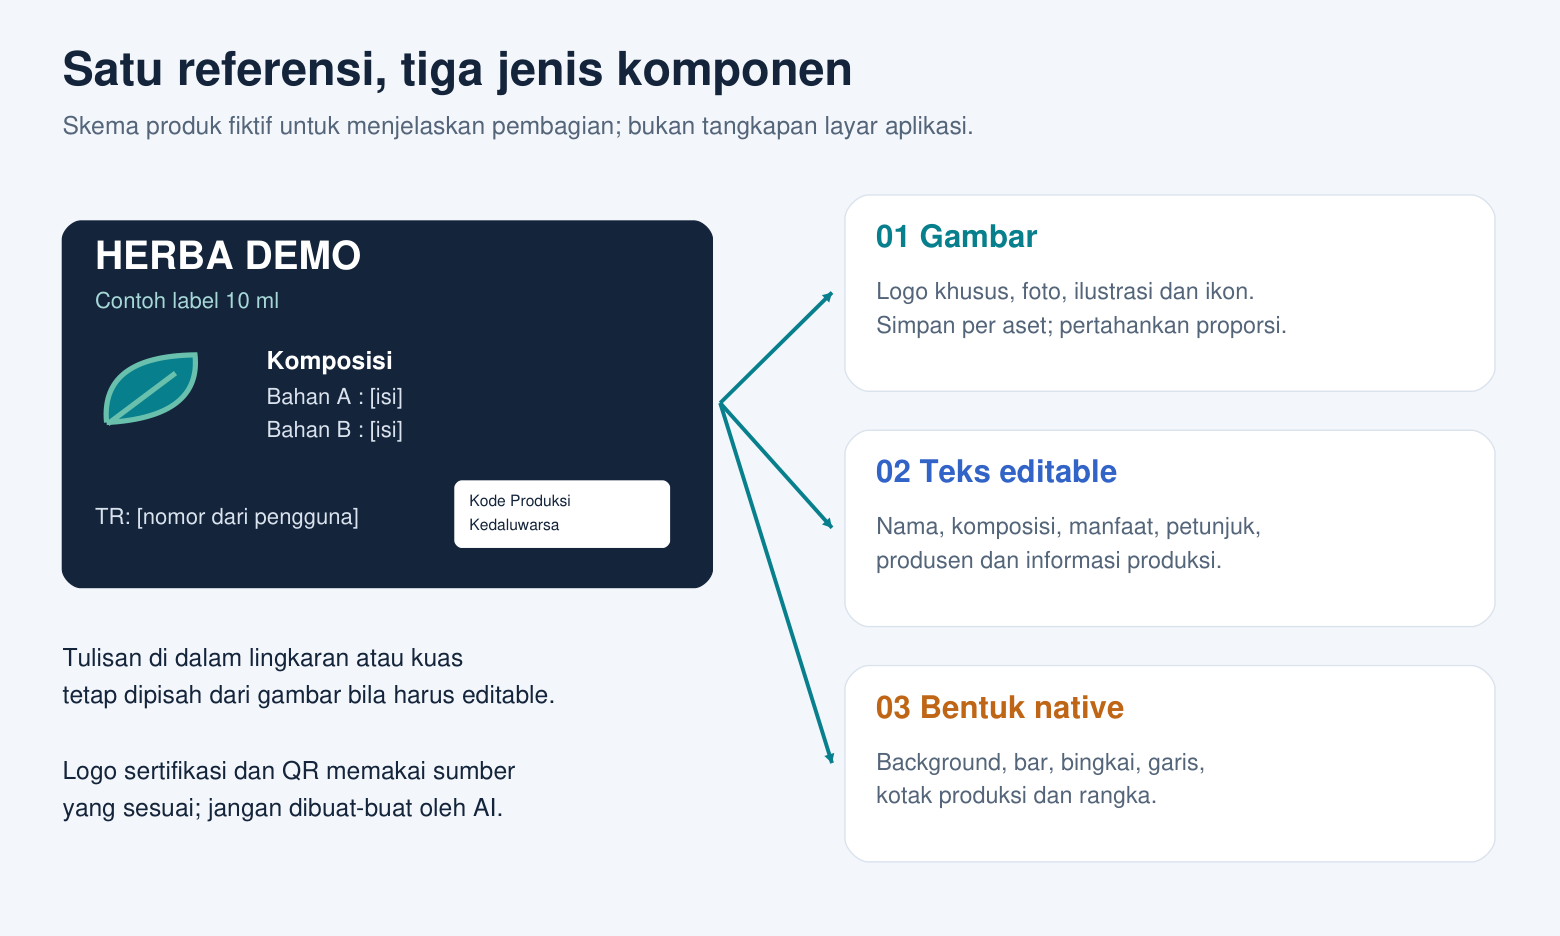 Satu referensi, tiga jenis komponen
Skema produk fiktif untuk menjelaskan pembagian; bukan tangkapan layar aplikasi.
HERBA DEMO
Contoh label 10 ml
Komposisi
Bahan A : [isi]
Bahan B : [isi]
TR: [nomor dari pengguna]
Kode Produksi
Kedaluwarsa
Tulisan di dalam lingkaran atau kuas
tetap dipisah dari gambar bila harus editable.
Logo sertifikasi dan QR memakai sumber
yang sesuai; jangan dibuat-buat oleh AI.
01 Gambar
Logo khusus, foto, ilustrasi dan ikon.
Simpan per aset; pertahankan proporsi.
02 Teks editable
Nama, komposisi, manfaat, petunjuk,
produsen dan informasi produksi.
03 Bentuk native
Background, bar, bingkai, garis,
kotak produksi dan rangka.